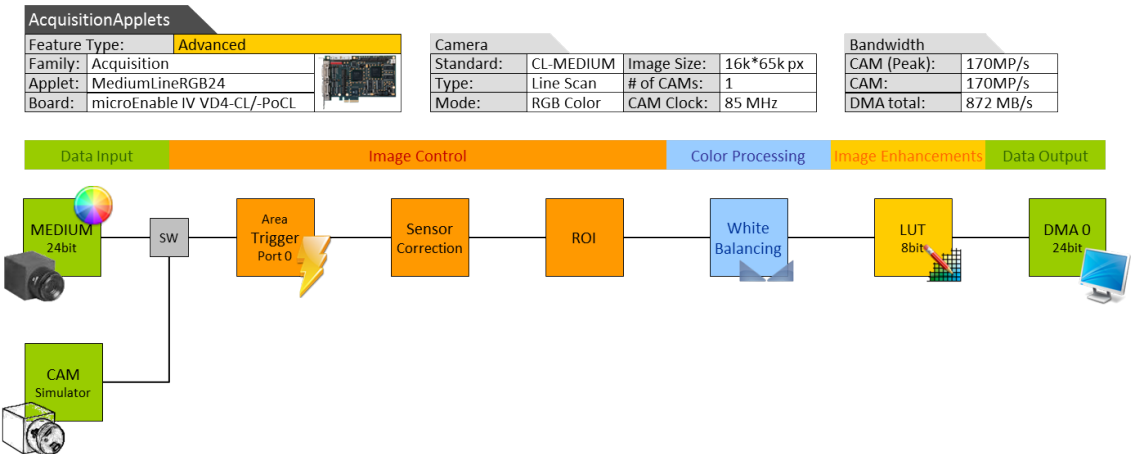 AcquisitionApplets
Feature Type: Advanced
Family: Acquisition
Applet: MediumLineRGB24
Board: microEnable IV VD4-CL/-PoCL
Camera
Standard: CL-MEDIUM Image Size: 16k*65k px
Type: Line Scan # of CAMs: 1
Mode: RGB Color CAM Clock: 85 MHz
Bandwidth
CAM (Peak): 170MP/s
CAM: 170MP/s
DMA total: 872 MB/s
Data Input Image Control Color Processing Image Enhancements Data Output
MEDIUM
24bit
SW
Area
Trigger
Port 0
Sensor
Correction
ROI
White
Balancing
LUT
8bit
DMA 0
24bit
CAM
Simulator